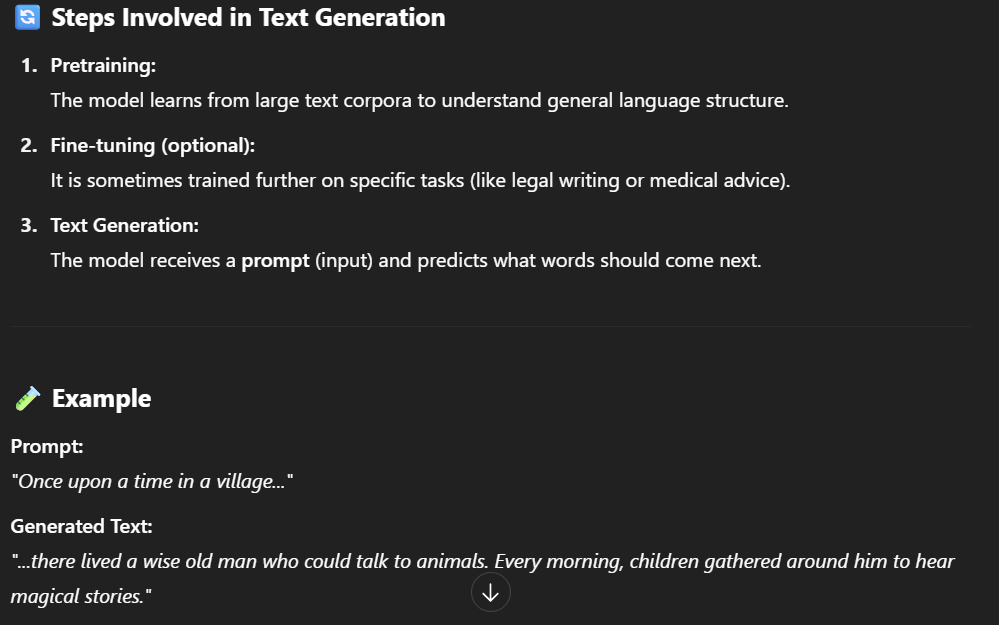 Steps Involved in Text Generation
1. Pretraining:
The model learns from large text corpora to understand general language structure.
2. Fine-tuning (optional):
It is sometimes trained further on specific tasks (like legal writing or medical advice).
3. Text Generation:
The model receives a prompt (input) and predicts what words should come next.
Example
Prompt:
"Once upon a time in a village..."
Generated Text:
"...there lived a wise old man who could talk to animals. Every morning, children gathered around him to hear
magical stories."